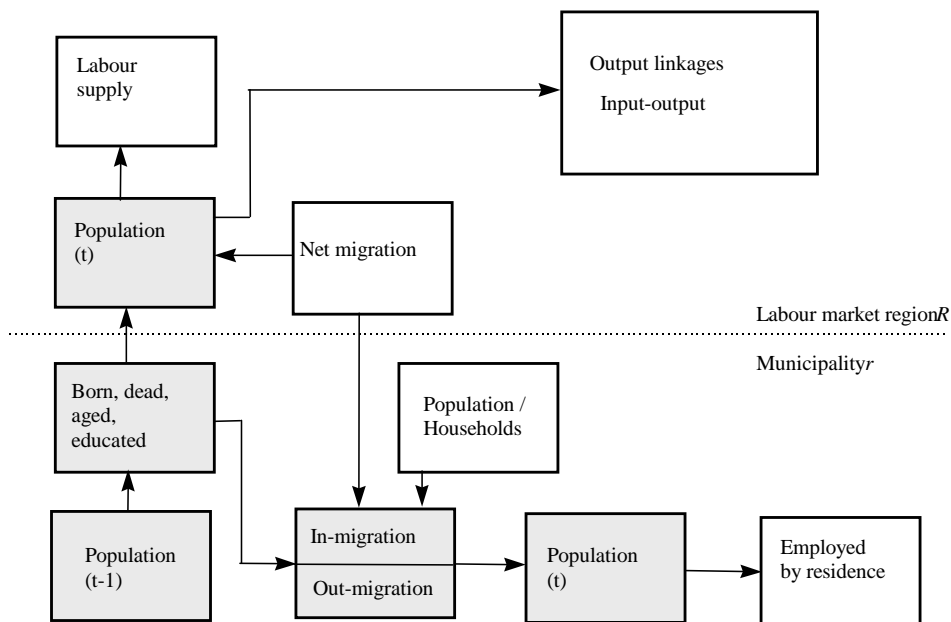 Labour
supply
Output linkages
Input-output
Population
(t)
Net migration
Labour market regionR
Municipalityr
Born, dead,
aged,
educated
Population /
Households
Population
(t-1)
In-migration
Out-migration
Population
(t)
Employed
by residence